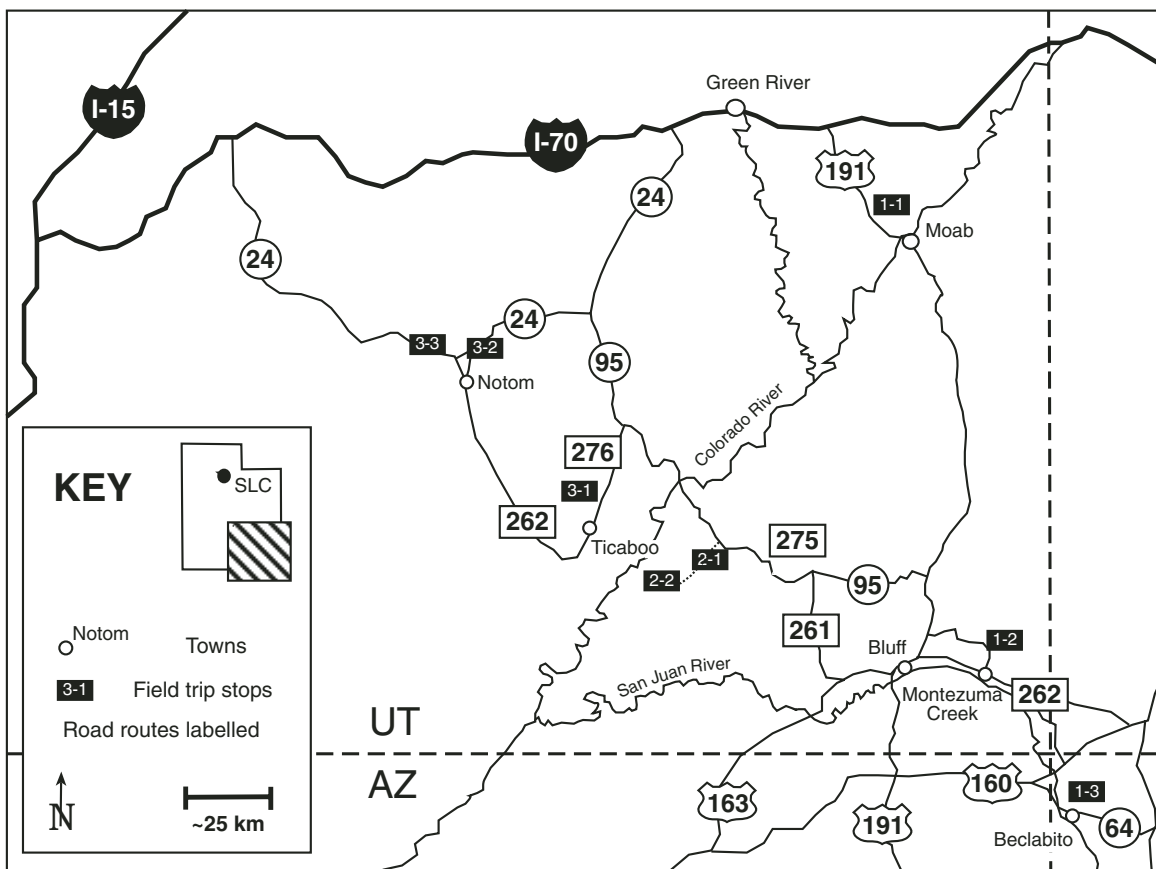 Green River
I-15
I-70
191
24
1-1
Moab
24
24
3-3
3-2
95
Notom
Colorado River
276
3-1
262
Ticaboo
275
2-1
2-2
95
261
Bluff
1-2
San Juan River
Montezuma
Creek
262
UT
AZ
163
160
191
1-3
64
Beclabito
KEY
SLC
Notom
Towns
3-1
Field trip stops
Road routes labelled
N
~25 km